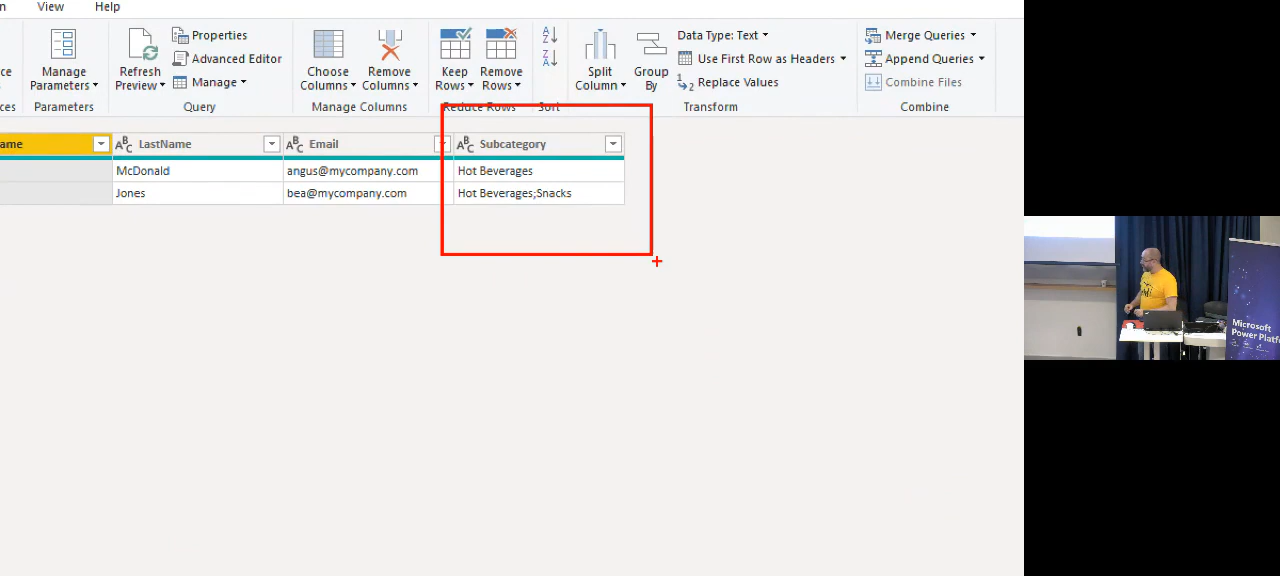 View Help
Manage Parameters
Parameters
Refresh Preview
Properties
Advanced Editor
Manage
Query
Choose Columns
Remove Columns
Manage Columns
Keep Rows
Remove Rows
Reduce Rows
Sort
Split Column
Group By
Data Type: Text
Use First Row as Headers
1 2 Replace Values
Transform
Merge Queries
Append Queries
Combine Files
Combine
ame
LastName
Email
Subcategory
McDonald angus@mycompany.com Hot Beverages
Jones bea@mycompany.com Hot Beverages;Snacks
Microsoft
Power Platf